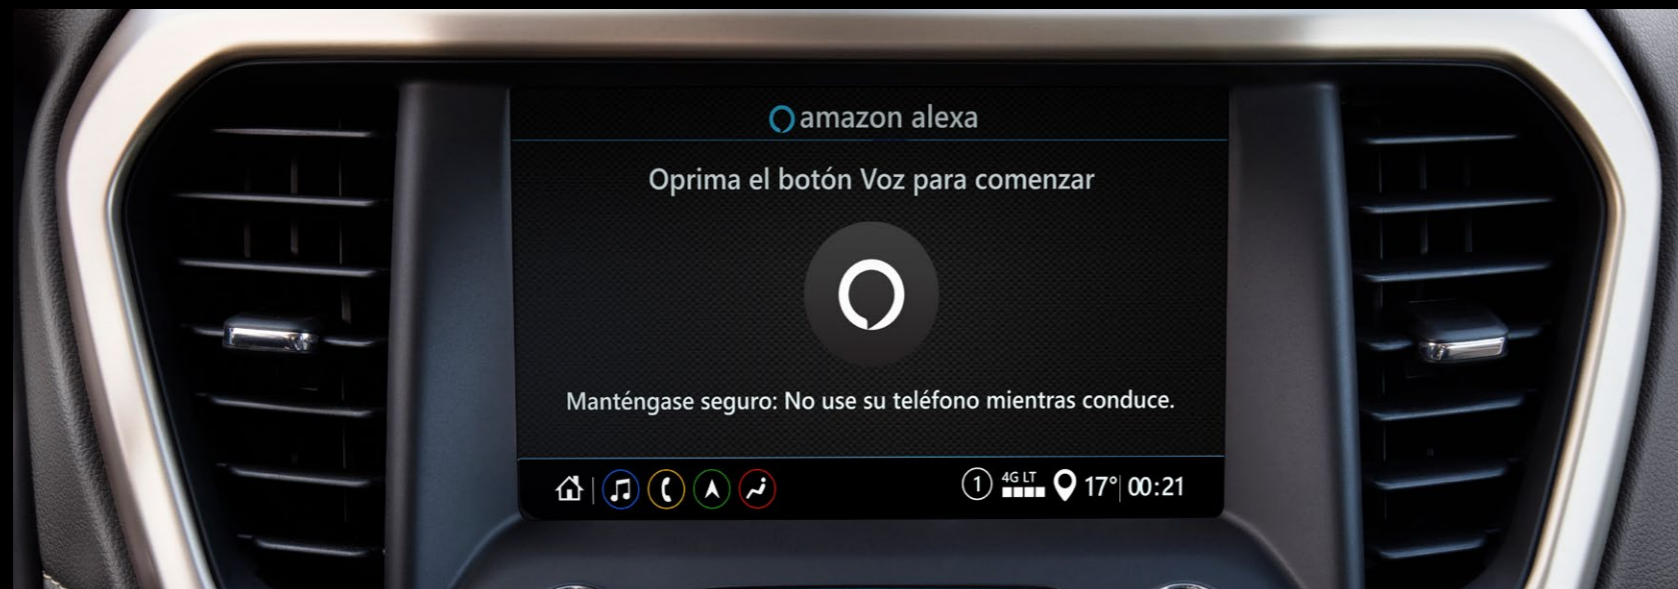 amazon alexa
Oprima el botón Voz para comenzar
Manténgase seguro: No use su teléfono mientras conduce.
1 4G LT 17° 00:21